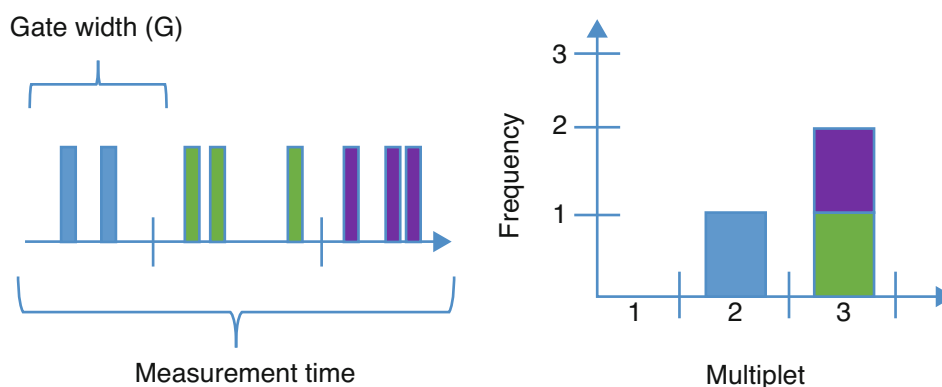 Gate width (G)
Measurement time
Frequency
3
2
1
1 2 3
Multiplet